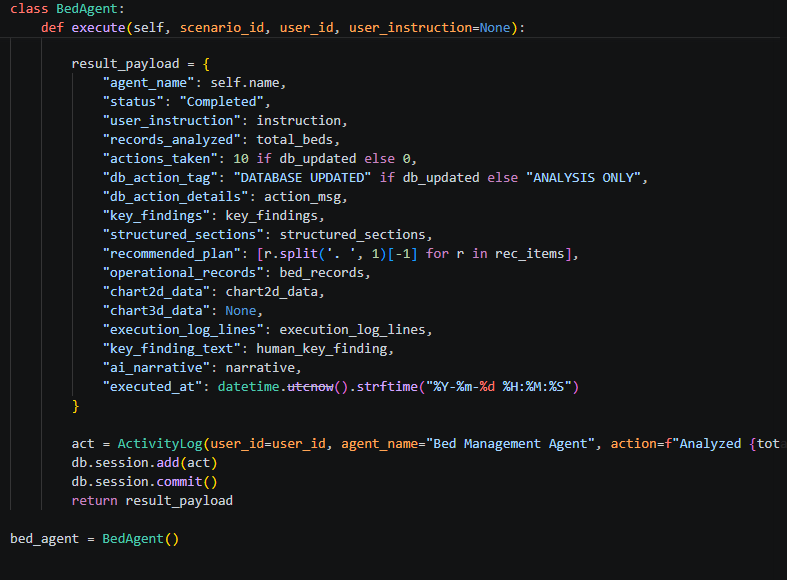 class BedAgent:
    def execute(self, scenario_id, user_id, user_instruction=None):
        result_payload = {
            "agent_name": self.name,
            "status": "Completed",
            "user_instruction": instruction,
            "records_analyzed": total_beds,
            "actions_taken": 10 if db_updated else 0,
            "db_action_tag": "DATABASE UPDATED" if db_updated else "ANALYSIS ONLY",
            "db_action_details": action_msg,
            "key_findings": key_findings,
            "structured_sections": structured_sections,
            "recommended_plan": [r.split('. ', 1)[-1] for r in rec_items],
            "operational_records": bed_records,
            "chart2d_data": chart2d_data,
            "chart3d_data": None,
            "execution_log_lines": execution_log_lines,
            "key_finding_text": human_key_finding,
            "ai_narrative": narrative,
            "executed_at": datetime.utcnow().strftime("%Y-%m-%d %H:%M:%S")
        }
        act = ActivityLog(user_id=user_id, agent_name="Bed Management Agent", action=f"Analyzed {tot
        db.session.add(act)
        db.session.commit()
        return result_payload
bed_agent = BedAgent()